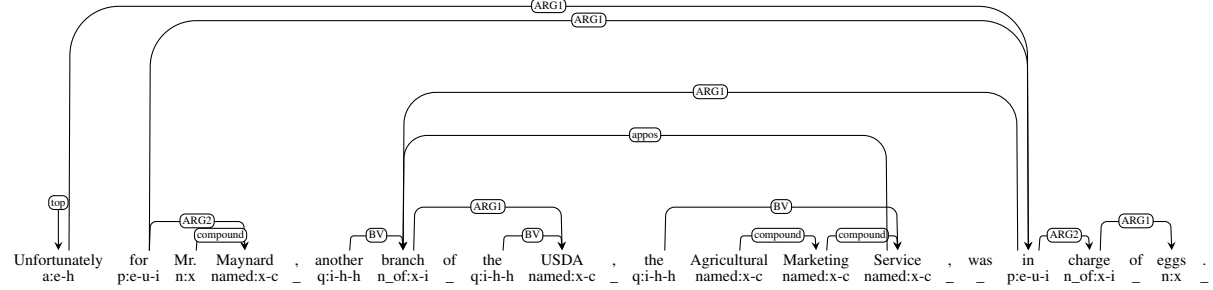 ARG1
ARG1
ARG1
appos
top
ARG2
compound
BV
ARG1
BV
BV
compound
compound
ARG2
ARG1
Unfortunately for Mr. Maynard , another branch of the USDA , the Agricultural Marketing Service , was in charge of eggs .
a:e-h p:e-u-i n:x named:x-c _ q:i-h-h n_of:x-i _ q:i-h-h named:x-c _ q:i-h-h named:x-c named:x-c named:x-c _ _ p:e-u-i n_of:x-i _ n:x _